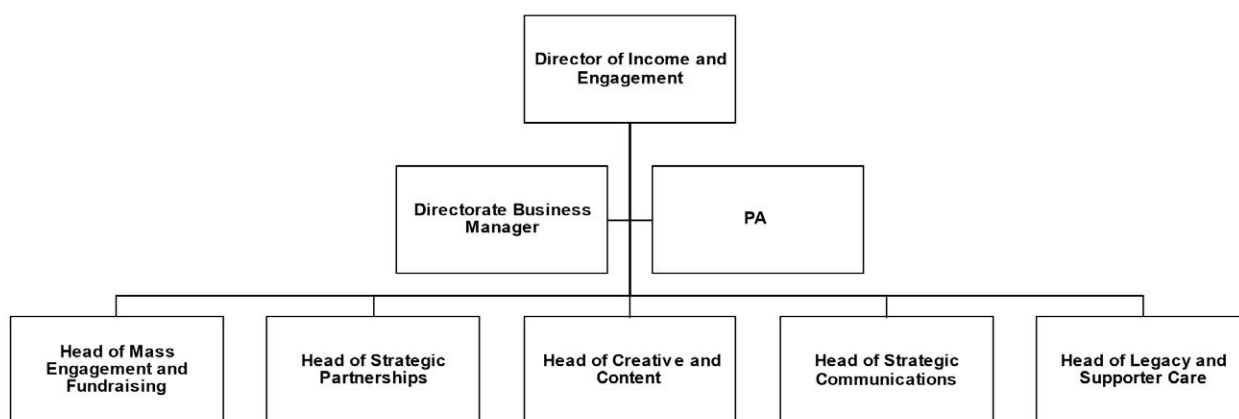 Director of Income and
Engagement
Directorate Business
Manager
PA
Head of Mass
Engagement and
Fundraising
Head of Strategic
Partnerships
Head of Creative and
Content
Head of Strategic
Communications
Head of Legacy and
Supporter Care